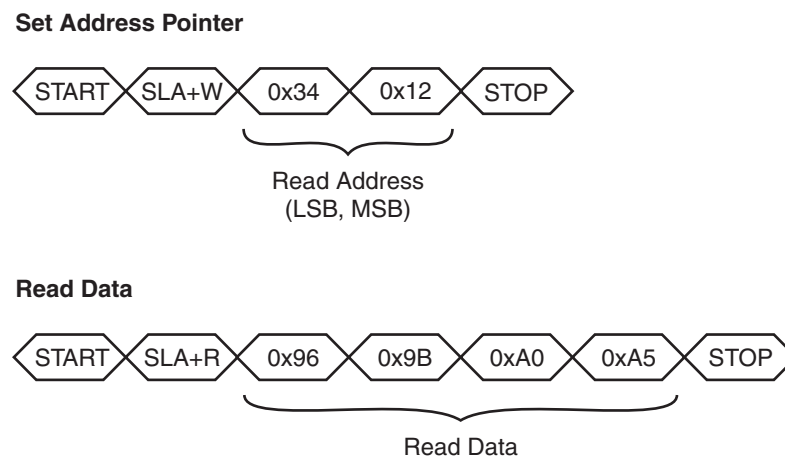 Set Address Pointer
START SLA+W 0x34 0x12 STOP
Read Address
(LSB, MSB)
Read Data
START SLA+R 0x96 0x9B 0xA0 0xA5 STOP
Read Data